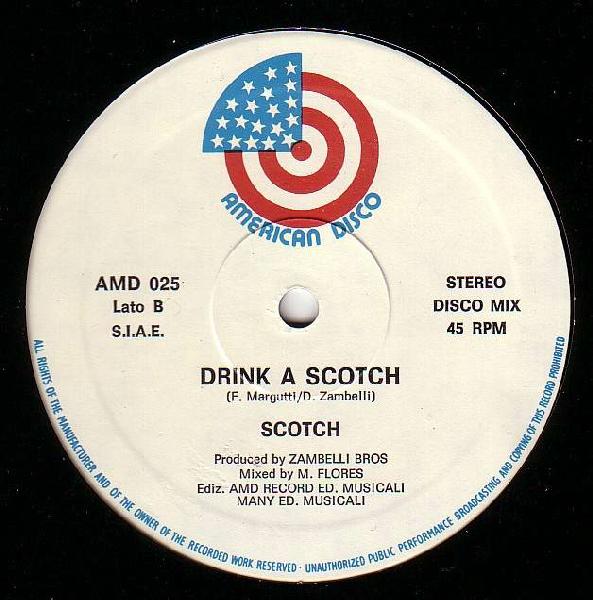 AMERICAN DISCO
AMD 025
Lato B
S.I.A.E.
STEREO
DISCO MIX
45 RPM
DRINK A SCOTCH
(F. Margutti/D. Zambelli)
SCOTCH
Produced by ZAMBELLI BROS
Mixed by M. FLORES
Ediz. AMD RECORD ED. MUSICALI
MANY ED. MUSICALI
ALL RIGHTS OF THE MANUFACTURER AND OF THE OWNER OF THE RECORDED WORK RESERVED · UNAUTHORIZED PUBLIC PERFORMANCE BROADCASTING AND COPYING OF THIS RECORD PROHIBITED